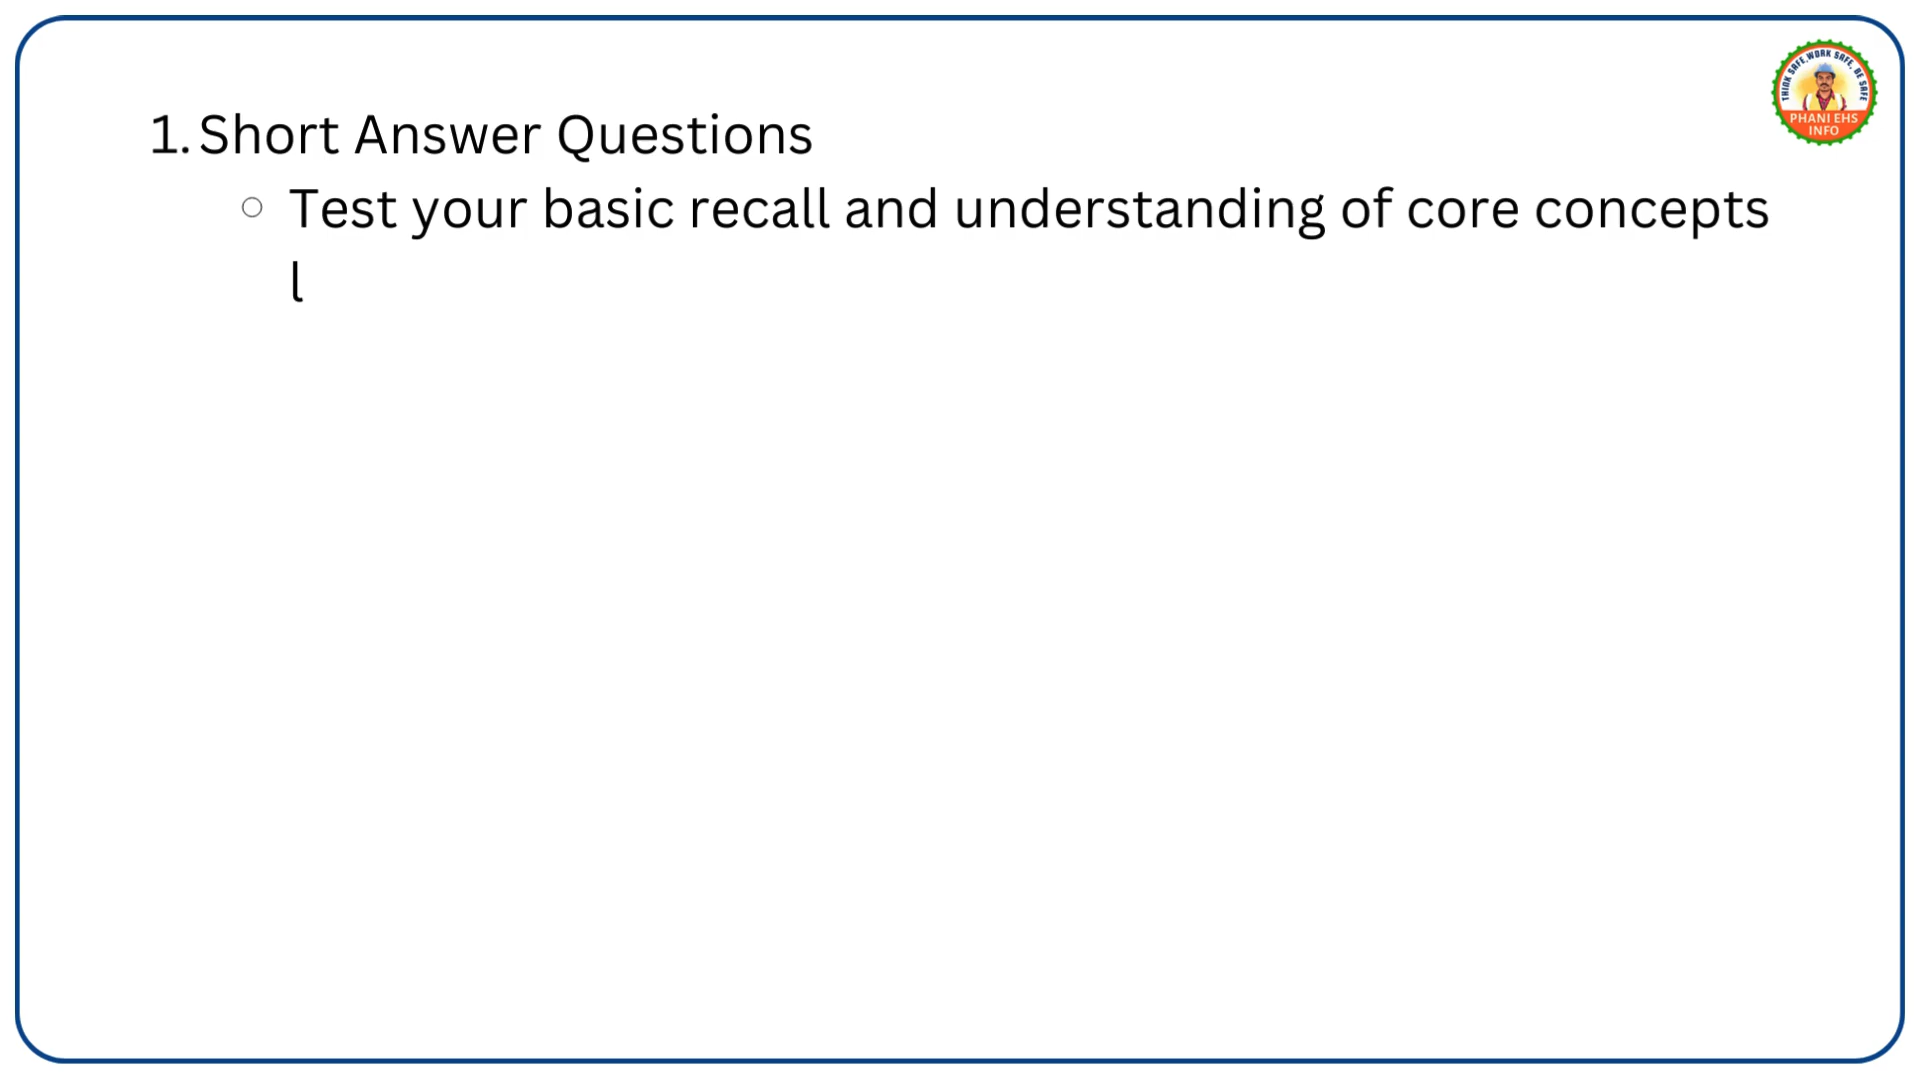 THINK SAFE, WORK SAFE, BE SAFE
PHANI EHS
INFO
1. Short Answer Questions
Test your basic recall and understanding of core concepts
l